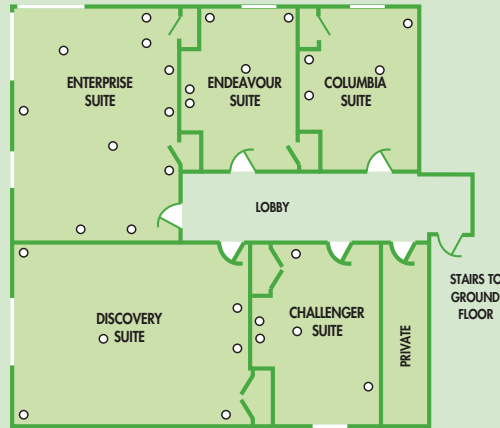 ENTERPRISE
SUITE
ENDEAVOUR
SUITE
COLUMBIA
SUITE
LOBBY
DISCOVERY
SUITE
CHALLENGER
SUITE
PRIVATE
STAIRS TO
GROUND
FLOOR